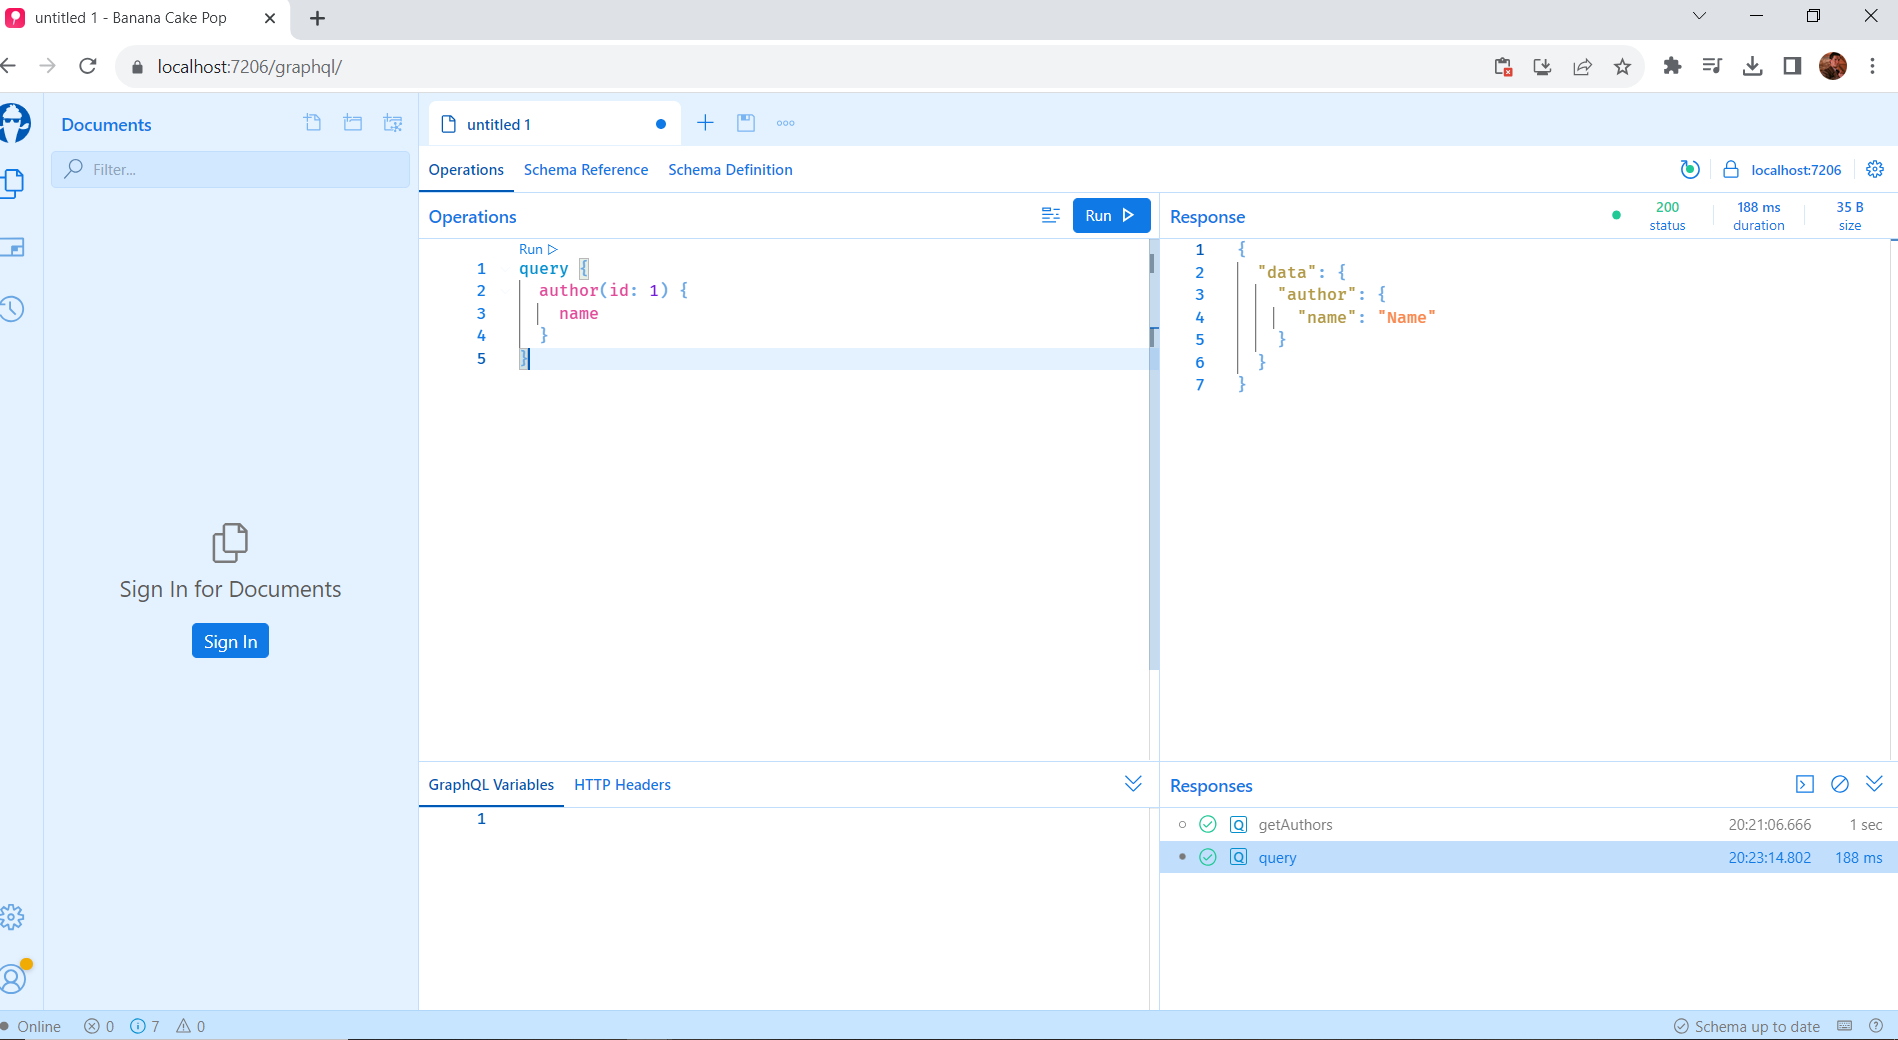 untitled 1 - Banana Cake Pop
localhost:7206/graphql/
Documents
Filter...
Sign In for Documents
Sign In
untitled 1
Operations Schema Reference Schema Definition
localhost:7206
Operations
Run
Run
1 query {
2 author(id: 1) {
3 name
4 }
5 }
GraphQL Variables HTTP Headers
1
Response
200 status
188 ms duration
35 B size
1 {
2 "data": {
3 "author": {
4 "name": "Name"
5 }
6 }
7 }
Responses
Q getAuthors 20:21:06.666 1 sec
Q query 20:23:14.802 188 ms
Online 0 7 0
Schema up to date